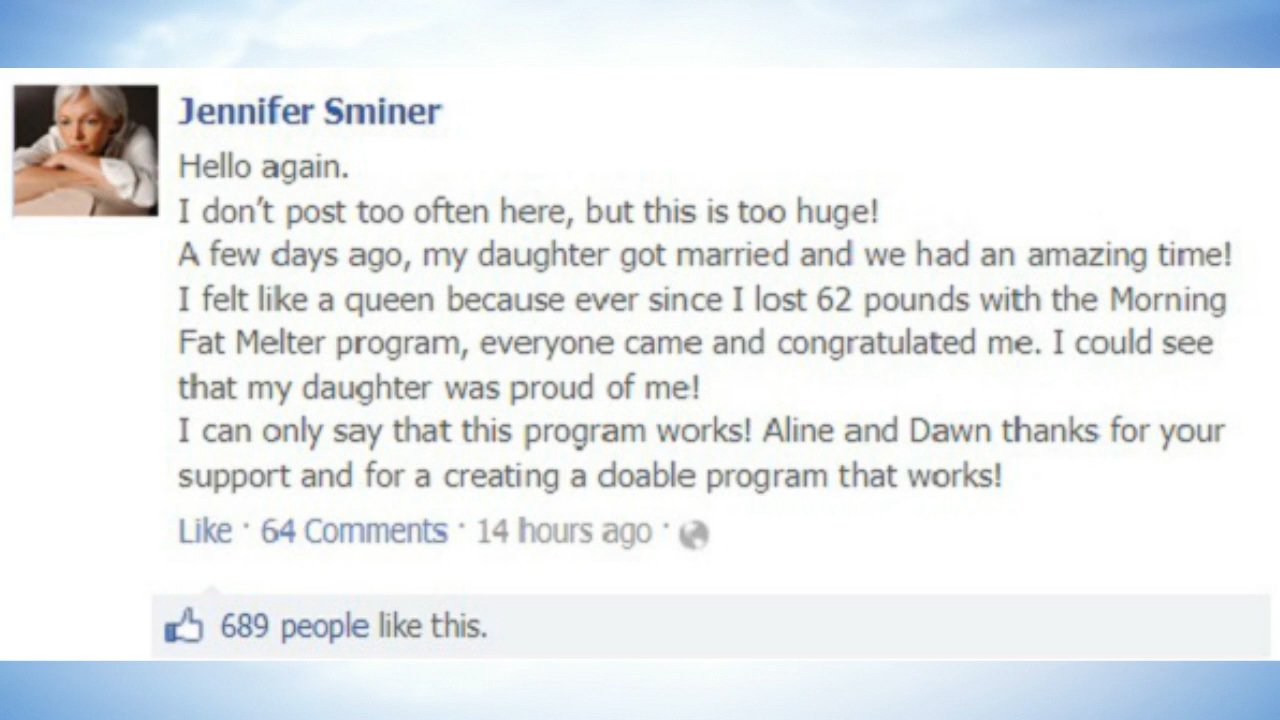 Jennifer Sminer
Hello again.
I don’t post too often here, but this is too huge!
A few days ago, my daughter got married and we had an amazing time!
I felt like a queen because ever since I lost 62 pounds with the Morning
Fat Melter program, everyone came and congratulated me. I could see
that my daughter was proud of me!
I can only say that this program works! Aline and Dawn thanks for your
support and for a creating a doable program that works!
Like · 64 Comments · 14 hours ago ·
689 people like this.